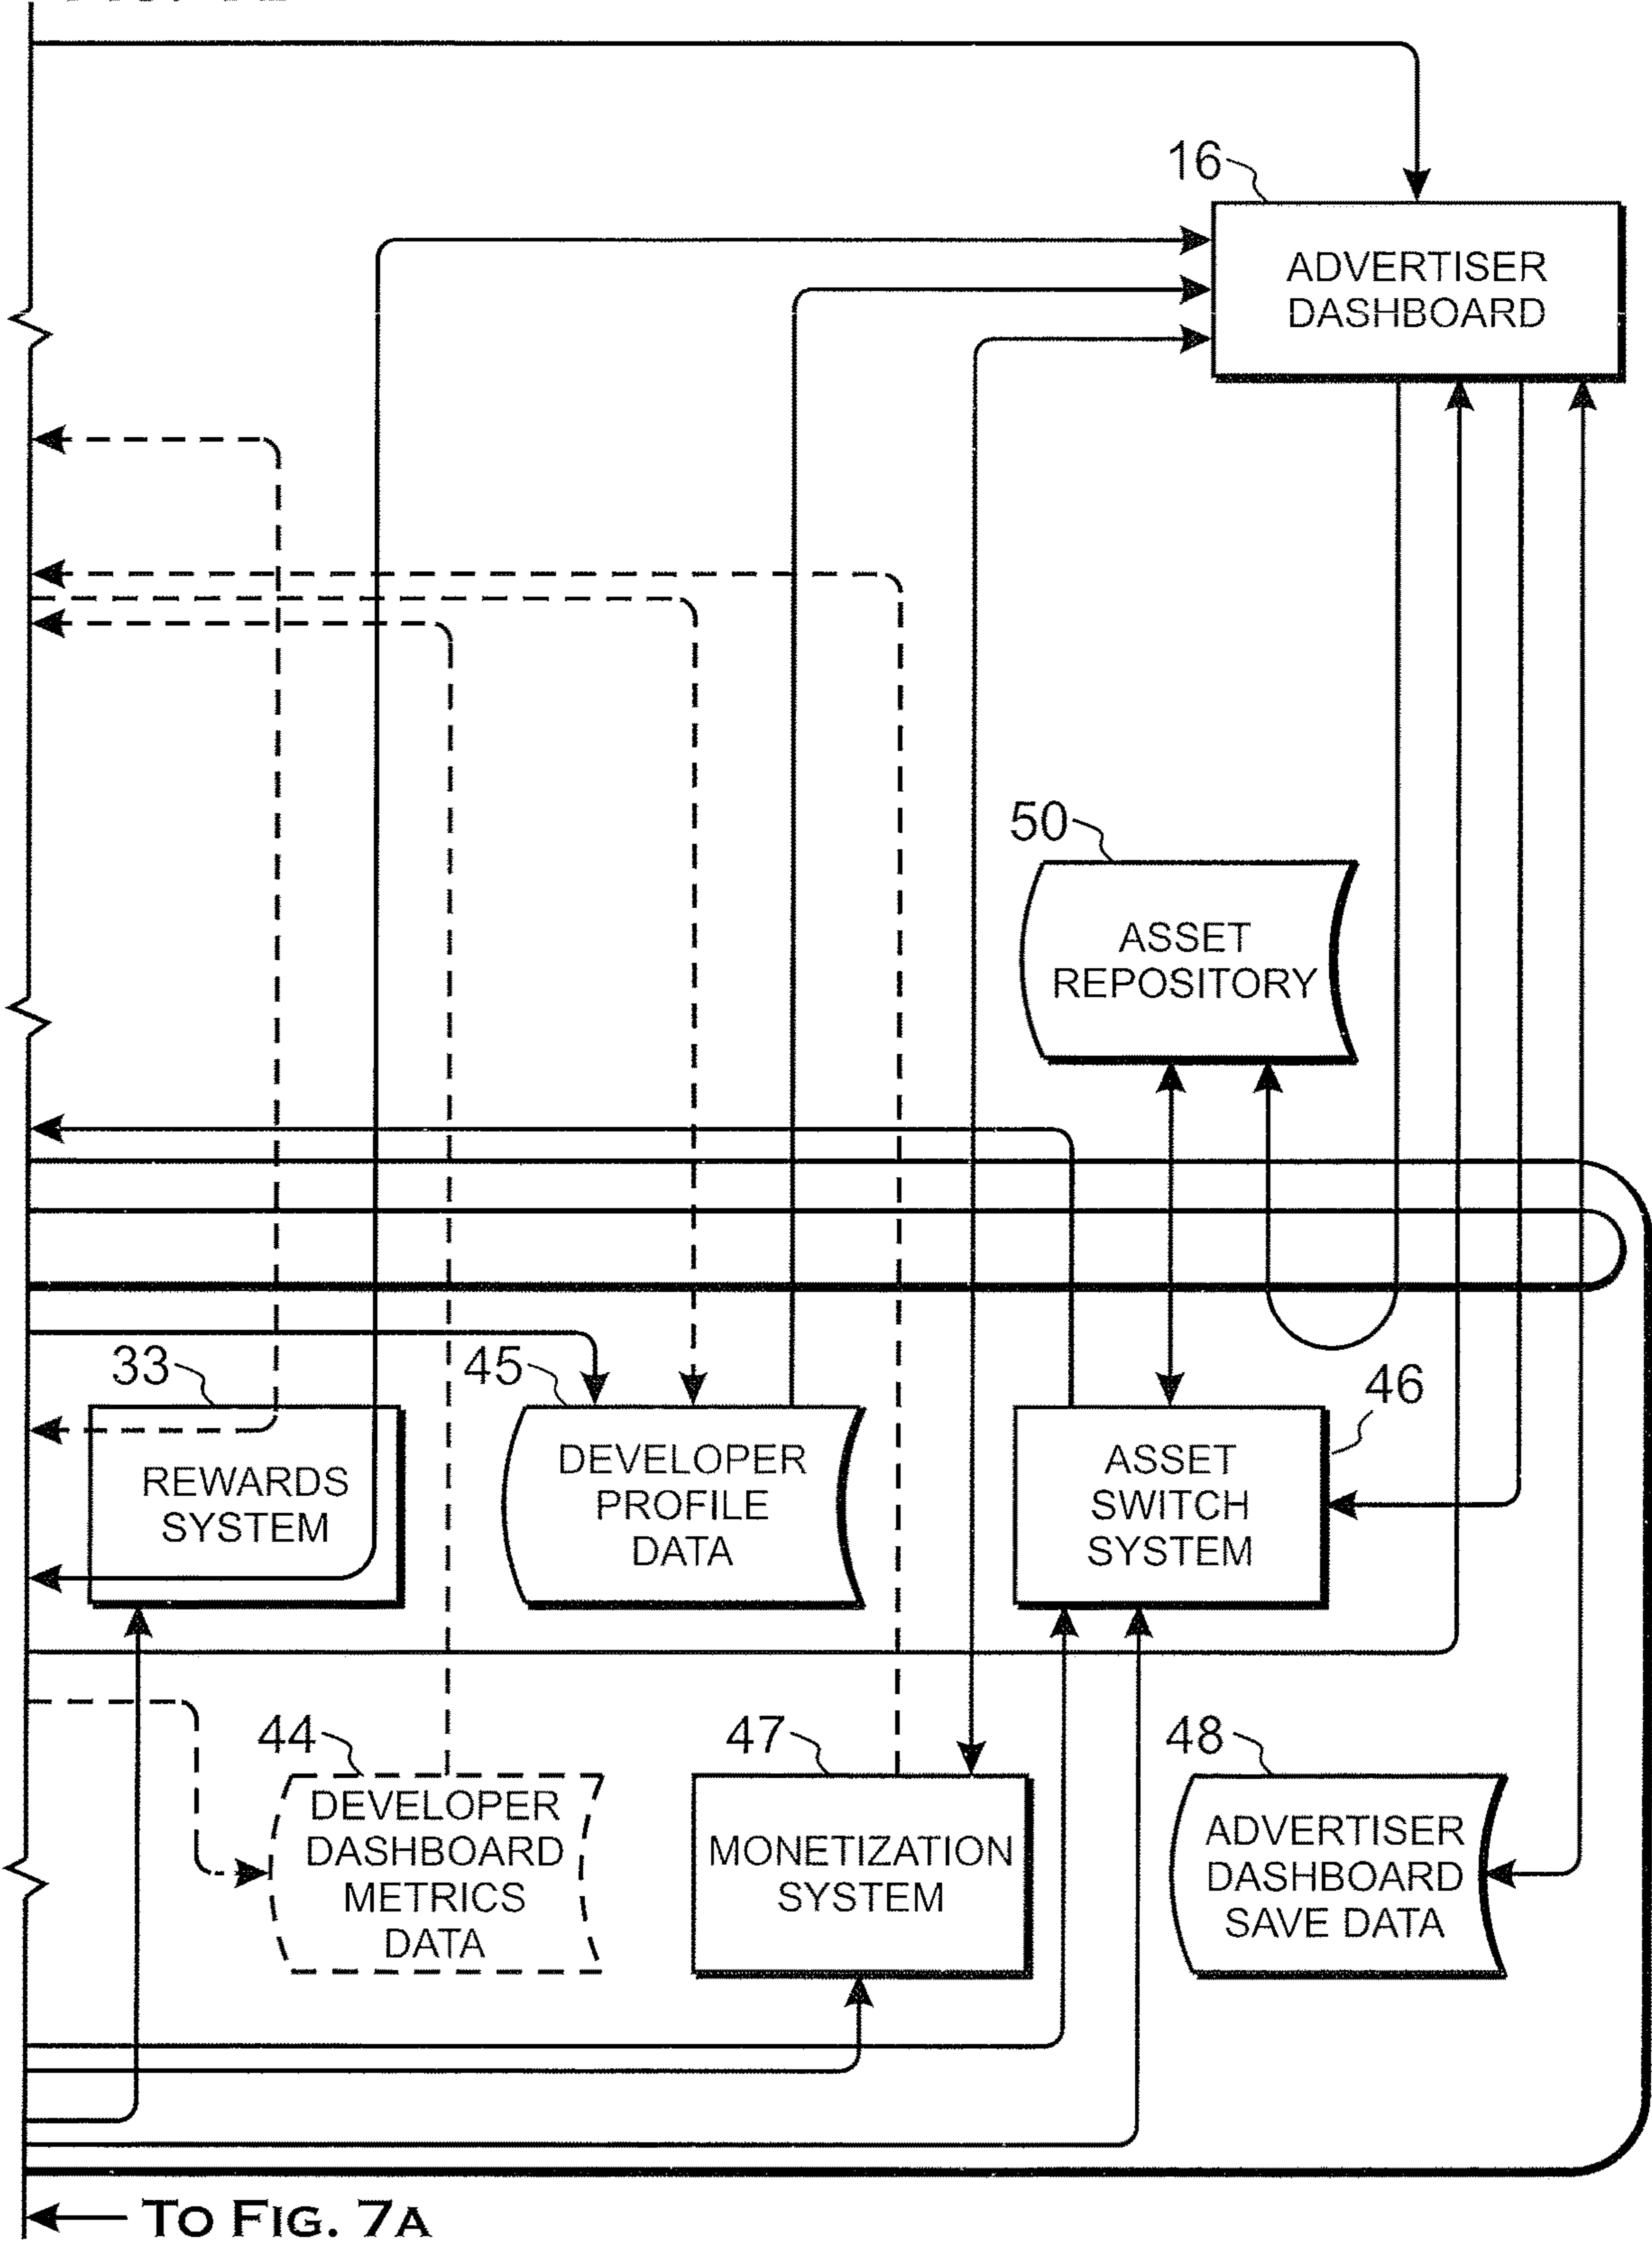 16
ADVERTISER
DASHBOARD
50
ASSET
REPOSITORY
33
REWARDS
SYSTEM
45
DEVELOPER
PROFILE
DATA
46
ASSET
SWITCH
SYSTEM
44
DEVELOPER
DASHBOARD
METRICS
DATA
47
MONETIZATION
SYSTEM
48
ADVERTISER
DASHBOARD
SAVE DATA
TO FIG. 7A